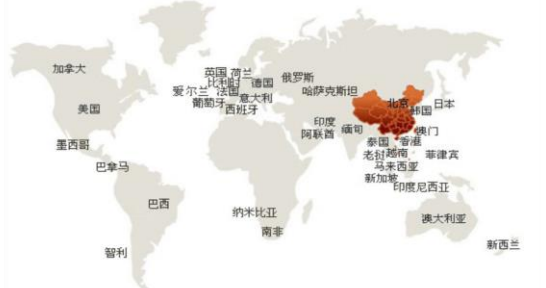 加拿大
美国
墨西哥
巴拿马
巴西
智利
英国 荷兰
比利时 德国
爱尔兰 法国
意大利
葡萄牙
西班牙
俄罗斯
哈萨克斯坦
北京
日本
韩国
印度
缅甸
阿联酋
澳门
香港
泰国
老挝 越南
菲律宾
马来西亚
新加坡
印度尼西亚
纳米比亚
南非
澳大利亚
新西兰